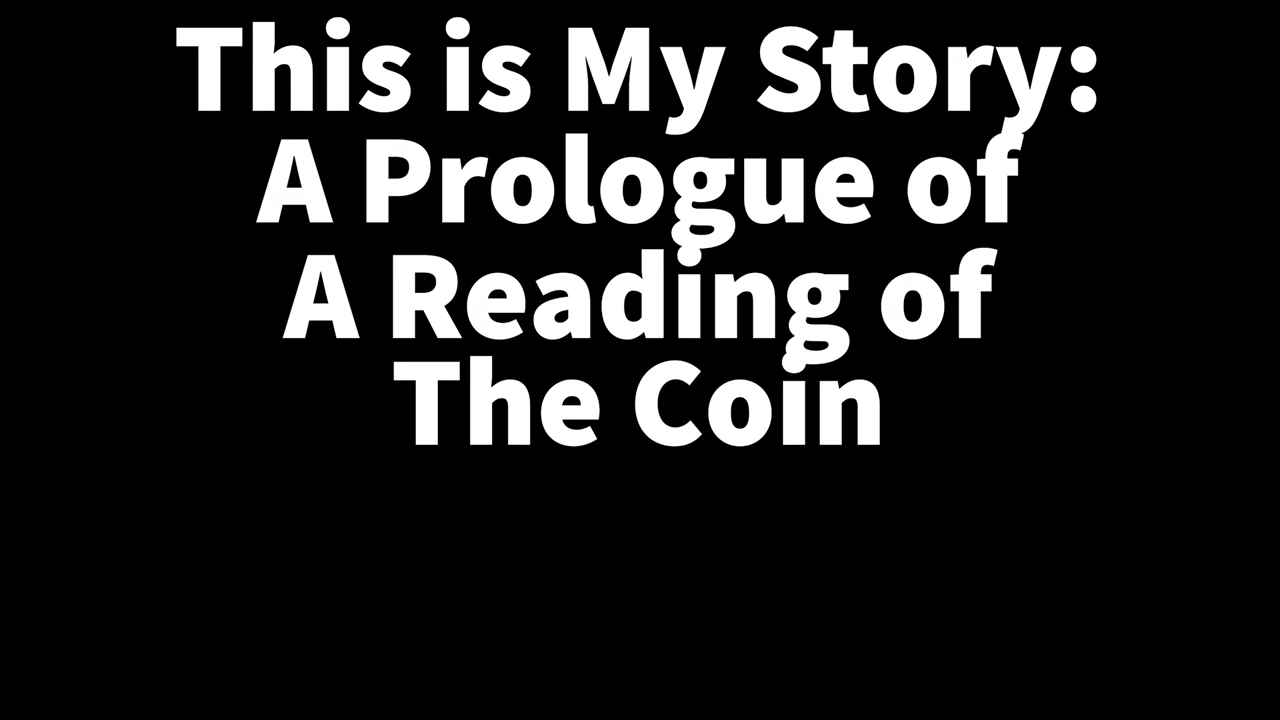 This is My Story:
A Prologue of
A Reading of
The Coin